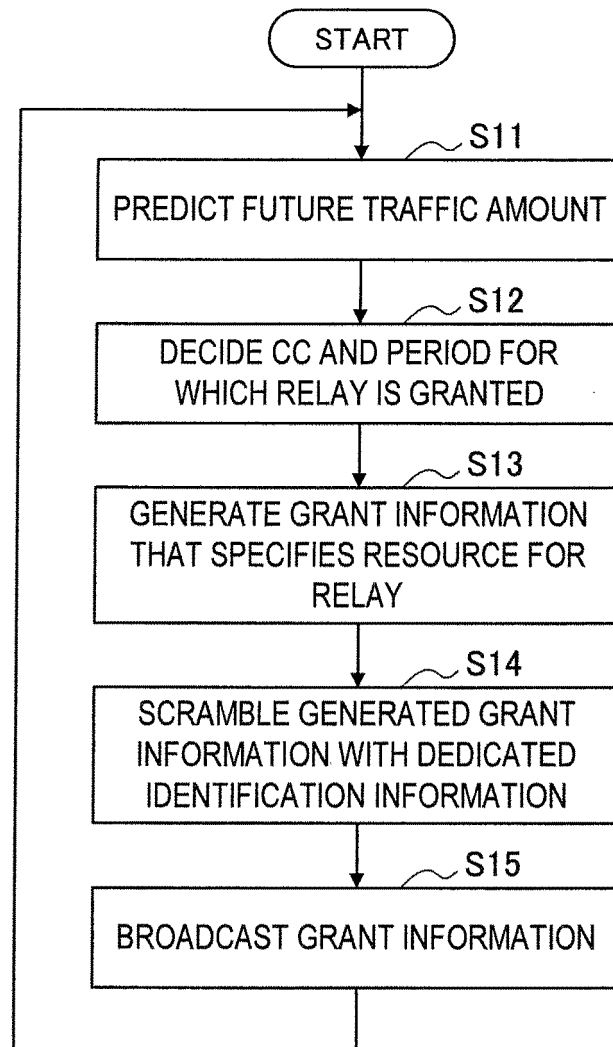 START
S11
PREDICT FUTURE TRAFFIC AMOUNT
S12
DECIDE CC AND PERIOD FOR
WHICH RELAY IS GRANTED
S13
GENERATE GRANT INFORMATION
THAT SPECIFIES RESOURCE FOR
RELAY
S14
SCRAMBLE GENERATED GRANT
INFORMATION WITH DEDICATED
IDENTIFICATION INFORMATION
S15
BROADCAST GRANT INFORMATION